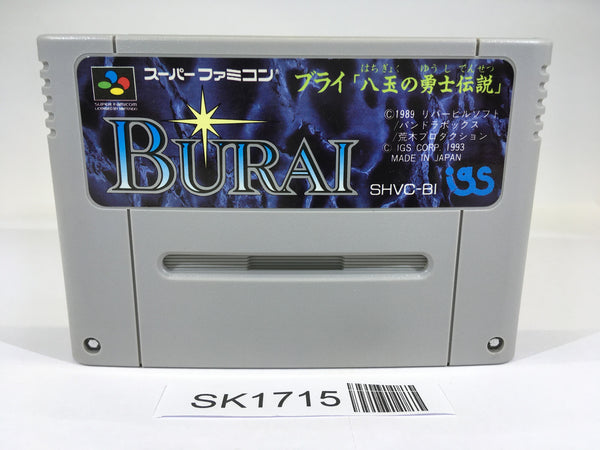 スーパーファミコン®
はちぎょく ゆうし でんせつ
ブライ「八玉の勇士伝説」
SUPER FAMICOM
LICENSED BY NINTENDO
©1989 リバーヒルソフト
/パンドラボックス
/荒木プロダクション
© IGS CORP. 1993
MADE IN JAPAN
BURAI
SHVC-BI
igs
SK1715